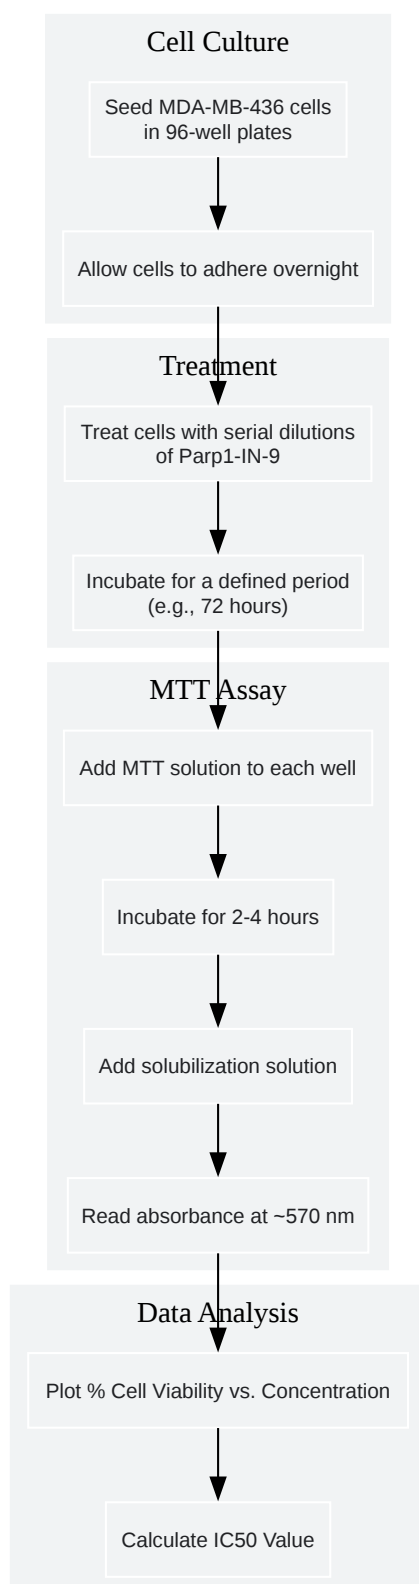 Cell Culture
Seed MDA-MB-436 cells
in 96-well plates
Allow cells to adhere overnight
Treatment
Treat cells with serial dilutions
of Parp1-IN-9
Incubate for a defined period
(e.g., 72 hours)
MTT Assay
Add MTT solution to each well
Incubate for 2-4 hours
Add solubilization solution
Read absorbance at ~570 nm
Data Analysis
Plot % Cell Viability vs. Concentration
Calculate IC50 Value